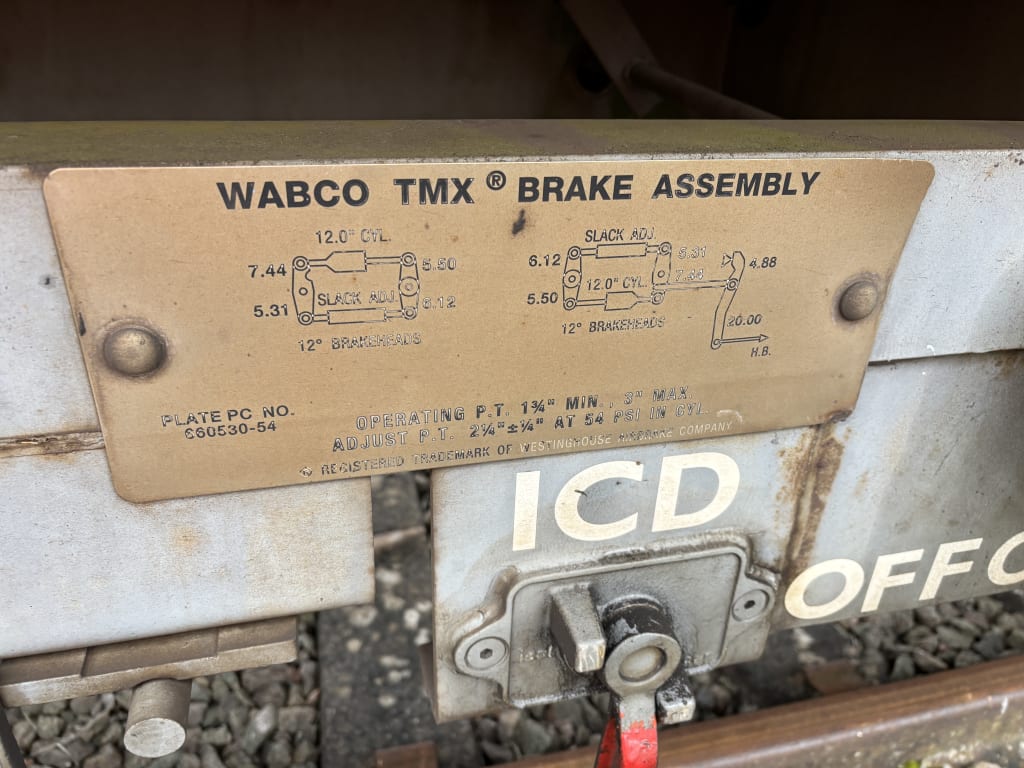 WABCO TMX ® BRAKE ASSEMBLY
12.0" CYL.
7.44
5.50
5.31
SLACK ADJ.
6.12
12° BRAKEHEADS
SLACK ADJ.
6.12
5.31
4.88
7.44
5.50
12.0" CYL.
20.00
12° BRAKEHEADS
H.B.
PLATE PC NO.
660530-54
OPERATING P.T. 1¾" MIN., 3" MAX.
ADJUST P.T. 2¼"±¼" AT 54 PSI IN CYL.
® REGISTERED TRADEMARK OF WESTINGHOUSE AIRBRAKE COMPANY
ICD
OFF